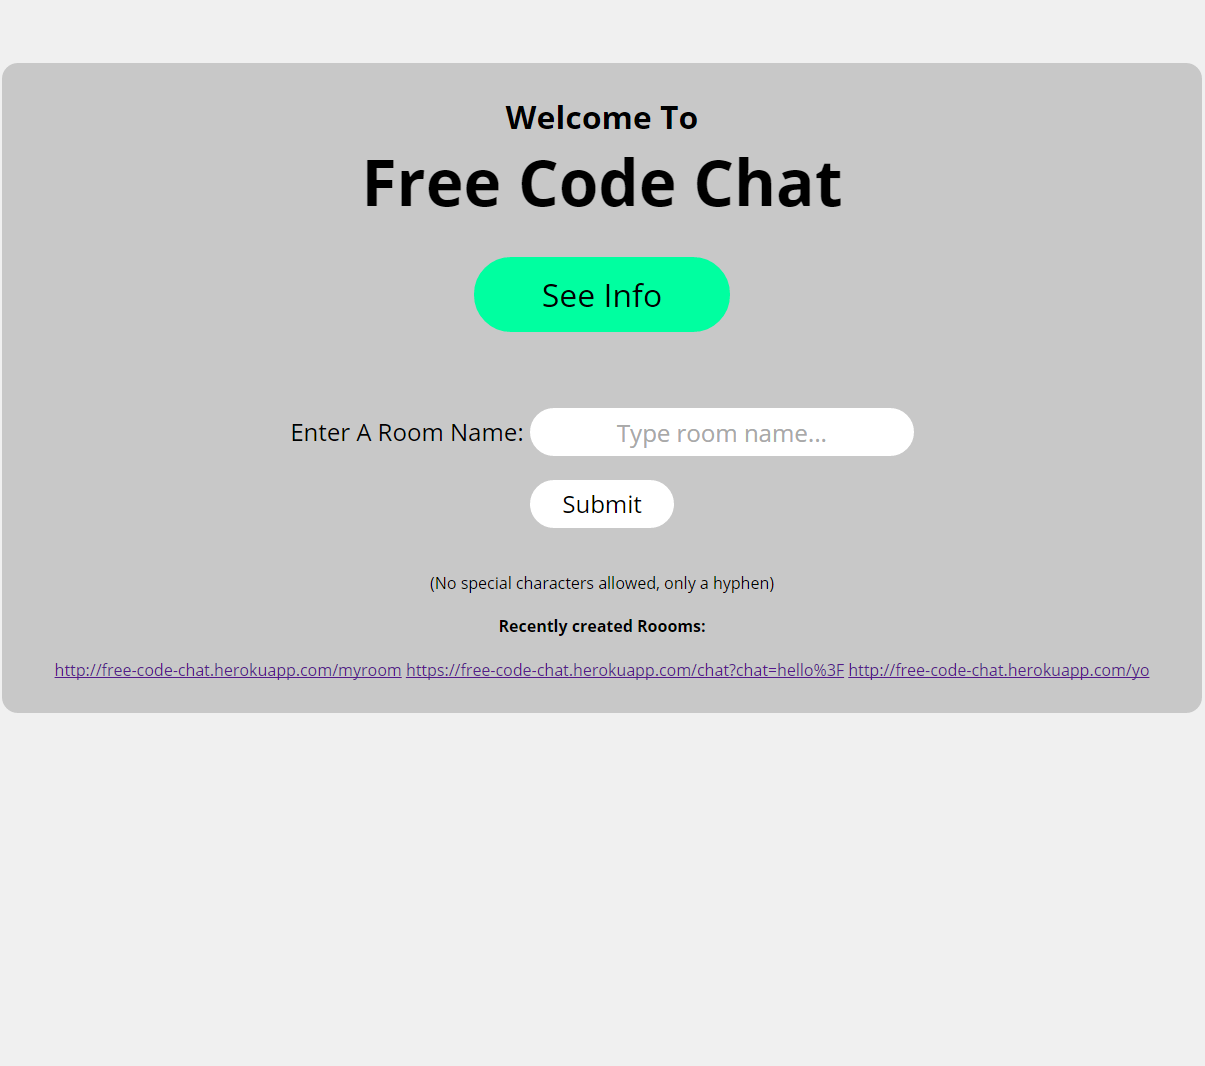 Welcome To
Free Code Chat
See Info
Enter A Room Name: Type room name...
Submit
(No special characters allowed, only a hyphen)
Recently created Roooms:
http://free-code-chat.herokuapp.com/myroom https://free-code-chat.herokuapp.com/chat?chat=hello%3F http://free-code-chat.herokuapp.com/yo